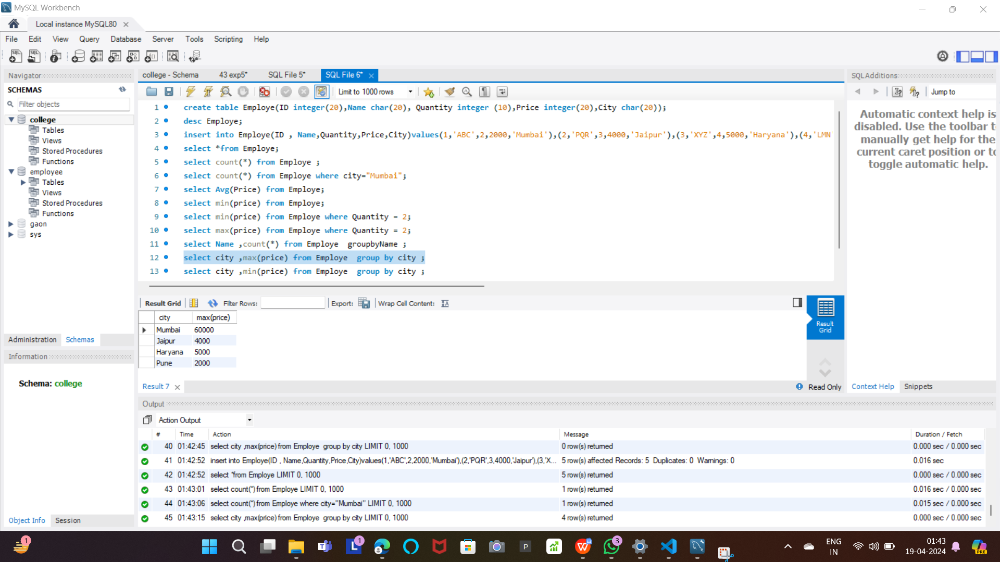 MySQL Workbench
Local instance MySQL80
File Edit View Query Database Server Tools Scripting Help
Navigator
SCHEMAS
Filter objects
college
Tables
Views
Stored Procedures
Functions
employee
Tables
Views
Stored Procedures
Functions
gaon
sys
Administration Schemas
Information
Schema: college
Object Info Session
college - Schema 43 exp5* SQL File 5* SQL File 6*
Limit to 1000 rows
1 create table Employe(ID integer(20),Name char(20), Quantity integer (10),Price integer(20),City char(20));
2 desc Employe;
3 insert into Employe(ID , Name,Quantity,Price,City)values(1,'ABC',2,2000,'Mumbai'),(2,'PQR',3,4000,'Jaipur'),(3,'XYZ',4,5000,'Haryana'),(4,'LMN'
4 select *from Employe;
5 select count(*) from Employe ;
6 select count(*) from Employe where city="Mumbai";
7 select Avg(Price) from Employe;
8 select min(price) from Employe;
9 select min(price) from Employe where Quantity = 2;
10 select max(price) from Employe where Quantity = 2;
11 select Name ,count(*) from Employe  groupbyName ;
12 select city ,max(price) from Employe  group by city ;
13 select city ,min(price) from Employe  group by city ;
Result Grid Filter Rows: Export: Wrap Cell Content:
city max(price)
Mumbai 60000
Jaipur 4000
Haryana 5000
Pune 2000
Result Grid
Result 7
Read Only
SQLAdditions
Jump to
Automatic context help is
disabled. Use the toolbar t
manually get help for the
current caret position or to
toggle automatic help.
Context Help Snippets
Output
Action Output
# Time Action Message Duration / Fetch
40 01:42:45 select city ,max(price) from Employe  group by city LIMIT 0, 1000 0 row(s) returned 0.000 sec / 0.000 sec
41 01:42:52 insert into Employe(ID , Name,Quantity,Price,City)values(1,'ABC',2,2000,'Mumbai'),(2,'PQR',3,4000,'Jaipur'),(3,'X... 5 row(s) affected Records: 5  Duplicates: 0  Warnings: 0 0.016 sec
42 01:42:52 select *from Employe LIMIT 0, 1000 5 row(s) returned 0.000 sec / 0.000 sec
43 01:43:01 select count(*) from Employe LIMIT 0, 1000 1 row(s) returned 0.016 sec / 0.000 sec
44 01:43:06 select count(*) from Employe where city="Mumbai" LIMIT 0, 1000 1 row(s) returned 0.015 sec / 0.000 sec
45 01:43:15 select city ,max(price) from Employe  group by city LIMIT 0, 1000 4 row(s) returned 0.000 sec / 0.000 sec
1 1 3
ENG
IN
01:43
19-04-2024
PRE